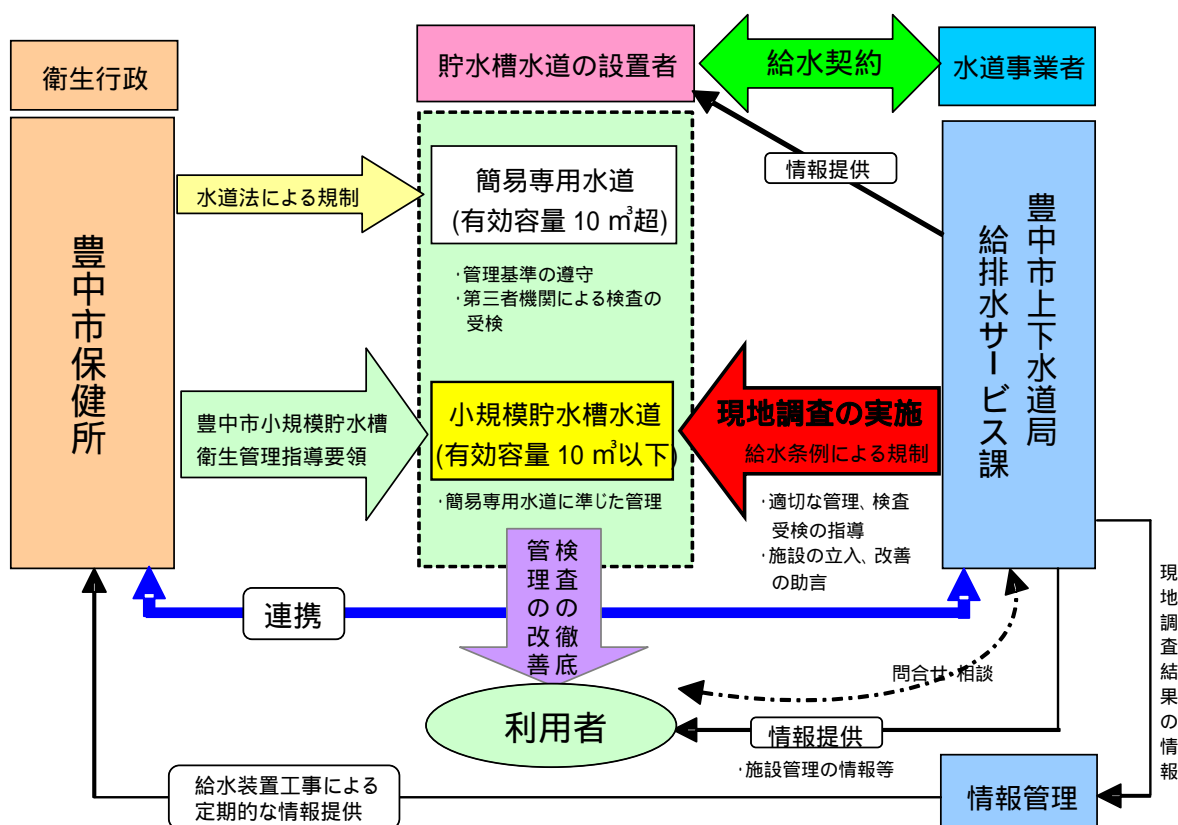 衛生行政
貯水槽水道の設置者
給水契約
水道事業者
豊中市保健所
水道法による規制
簡易専用水道
(有効容量 10 ㎥超)
・管理基準の遵守
・第三者機関による検査の
受検
情報提供
豊中市上下水道局
給排水サービス課
豊中市小規模貯水槽
衛生管理指導要領
小規模貯水槽水道
(有効容量 10 ㎥以下)
・簡易専用水道に準じた管理
現地調査の実施
給水条例による規制
・適切な管理、検査
受検の指導
・施設の立入、改善
の助言
検査の徹底
管理の改善
連携
問合せ・相談
現地調査結果の情報
利用者
情報提供
・施設管理の情報等
給水装置工事による
定期的な情報提供
情報管理